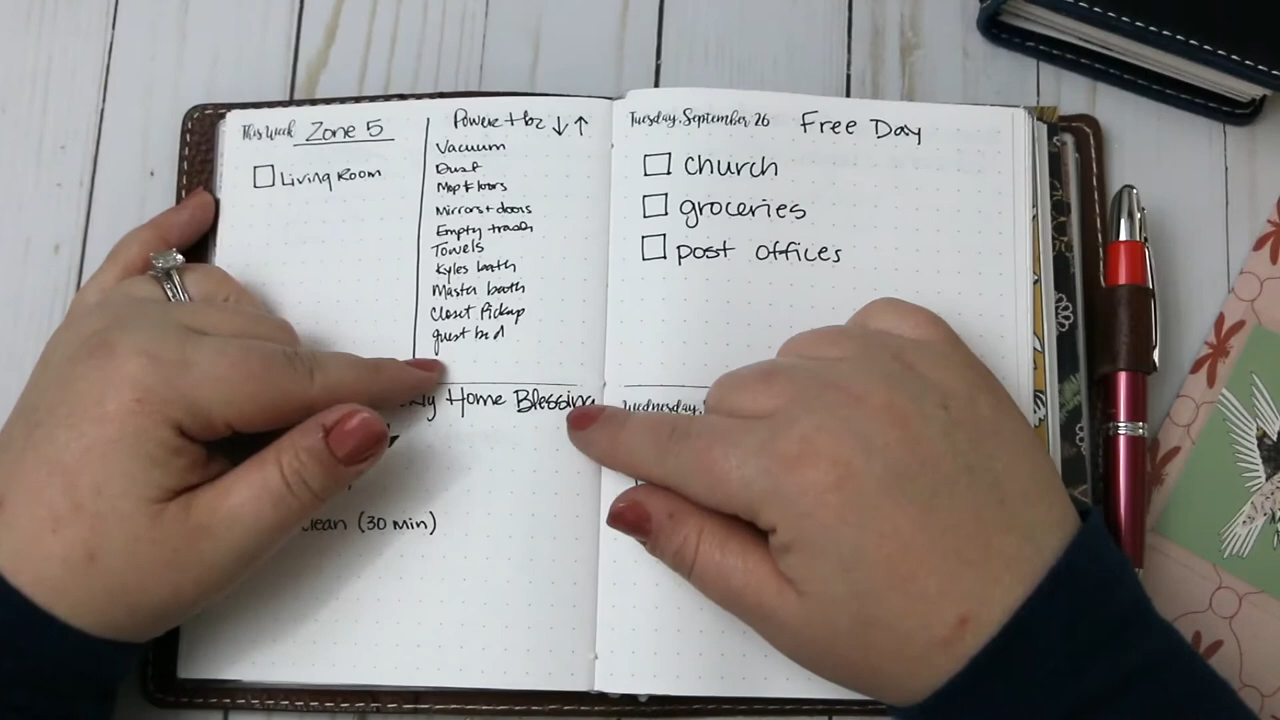 This Week Zone 5
Living Room
Power Hr ↓↑
Vacuum
Dust
Mop floors
Mirrors + doors
Empty trash
Towels
Kyles bath
Master bath
Closet Pickup
guest bed
Home Blessing
clean (30 min)
Tuesday, September 26 Free Day
church
groceries
post offices
Wednesday,